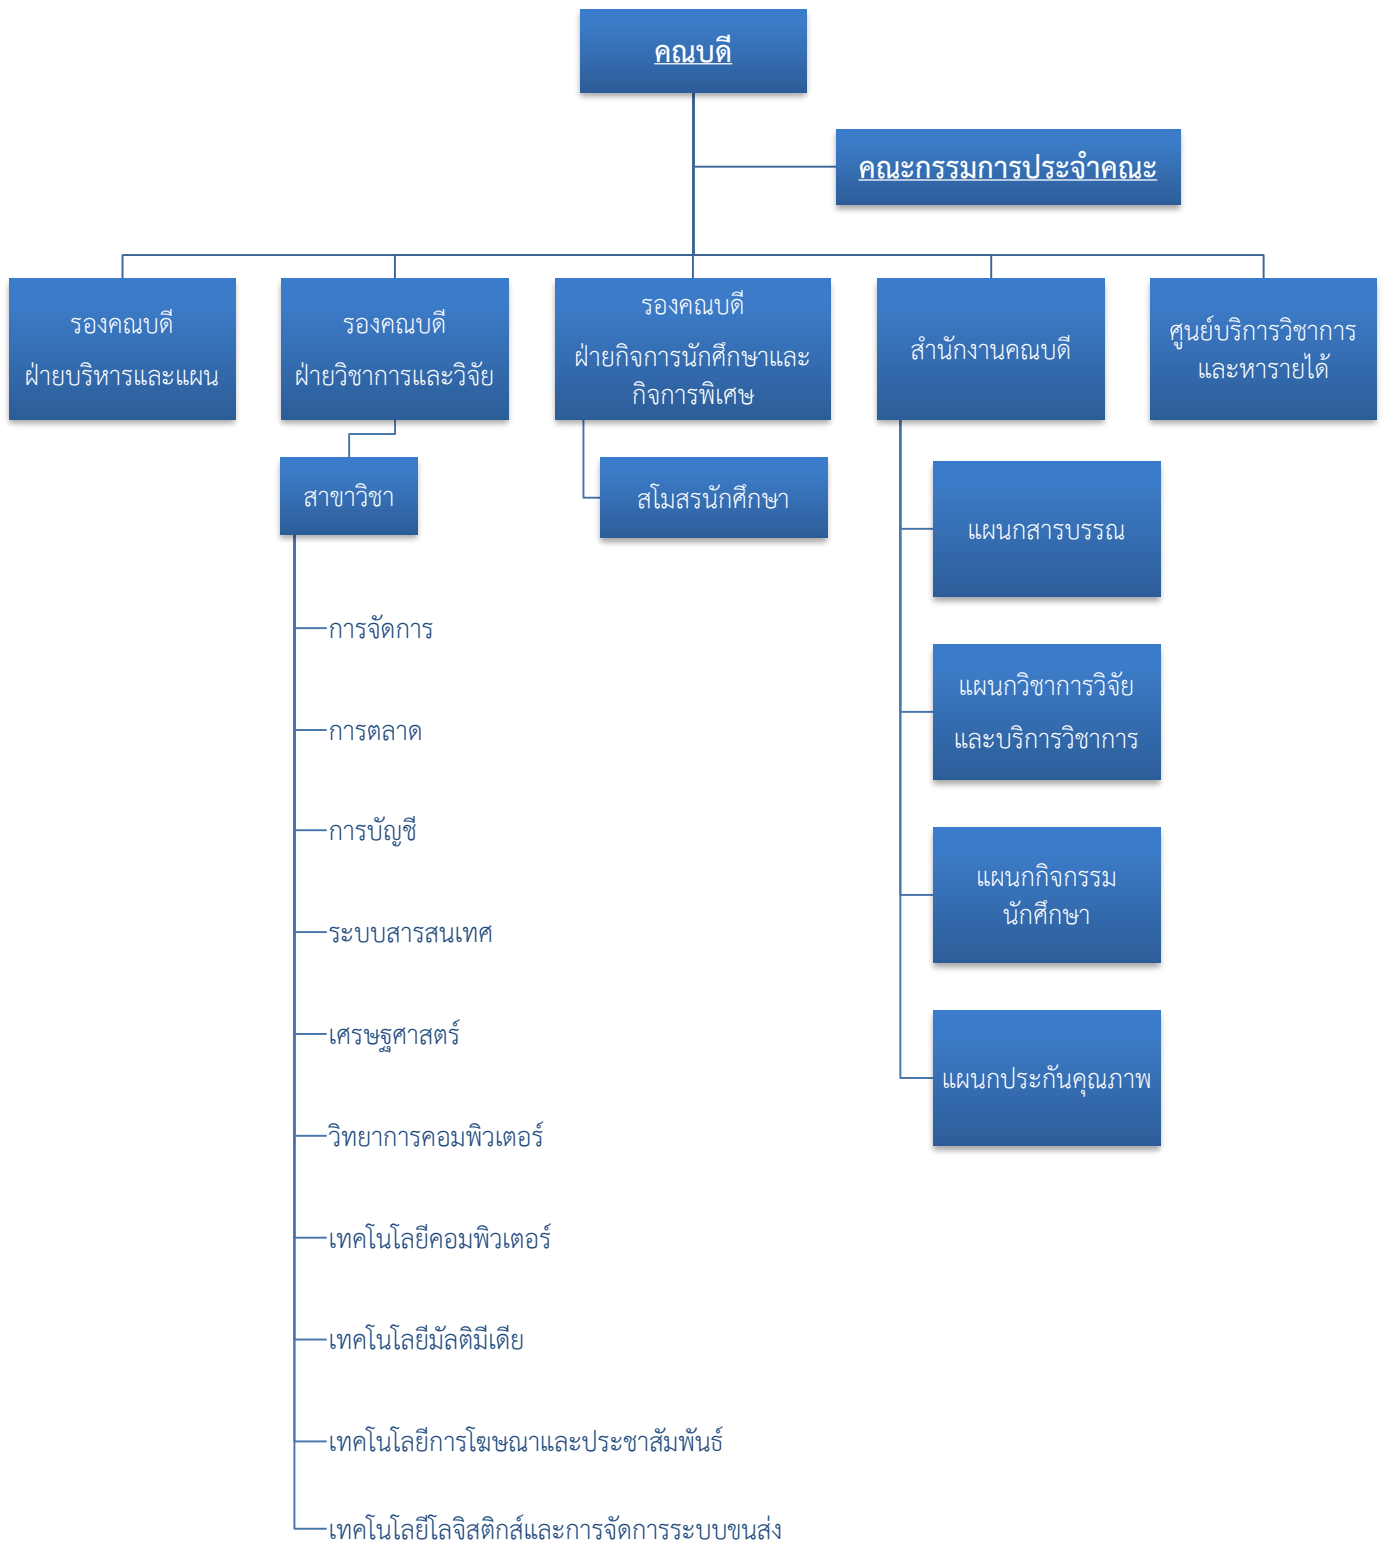 คณบดี
คณะกรรมการประจำคณะ
รองคณบดี
ฝ่ายบริหารและแผน
รองคณบดี
ฝ่ายวิชาการและวิจัย
รองคณบดี
ฝ่ายกิจการนักศึกษาและ
กิจการพิเศษ
สำนักงานคณบดี
ศูนย์บริการวิชาการ
และหารายได้
สาขาวิชา
สโมสรนักศึกษา
การจัดการ
การตลาด
การบัญชี
ระบบสารสนเทศ
เศรษฐศาสตร์
วิทยาการคอมพิวเตอร์
เทคโนโลยีคอมพิวเตอร์
เทคโนโลยีมัลติมีเดีย
เทคโนโลยีการโฆษณาและประชาสัมพันธ์
เทคโนโลยีโลจิสติกส์และการจัดการระบบขนส่ง
แผนกสารบรรณ
แผนกวิชาการวิจัย
และบริการวิชาการ
แผนกกิจกรรม
นักศึกษา
แผนกประกันคุณภาพ